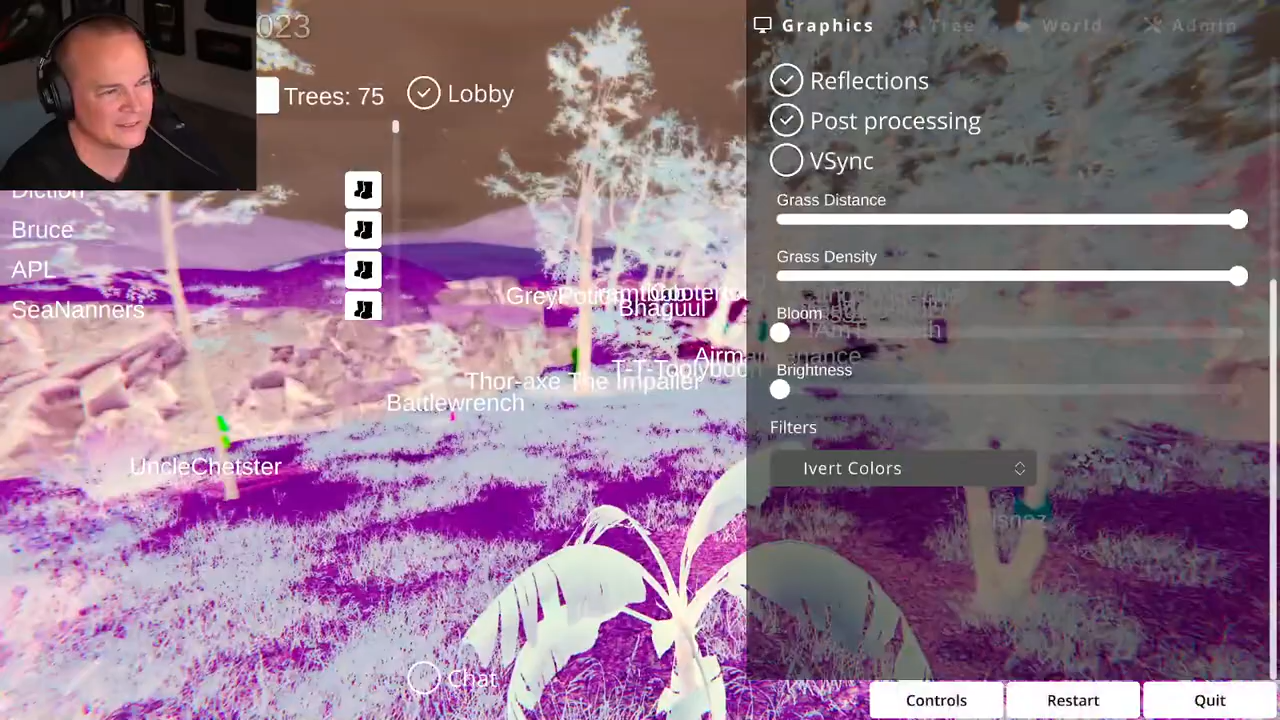 023
Graphics
Tree
World
Admin
Trees: 75
Lobby
Reflections
Post processing
VSync
Diction
Bruce
APL
SeaNanners
Grass Distance
Grass Density
Bloom
Brightness
Filters
Ivert Colors
Bhaguul
Thor-axe The Impaler
Battlewrench
UncleChetster
Chat
Controls
Restart
Quit